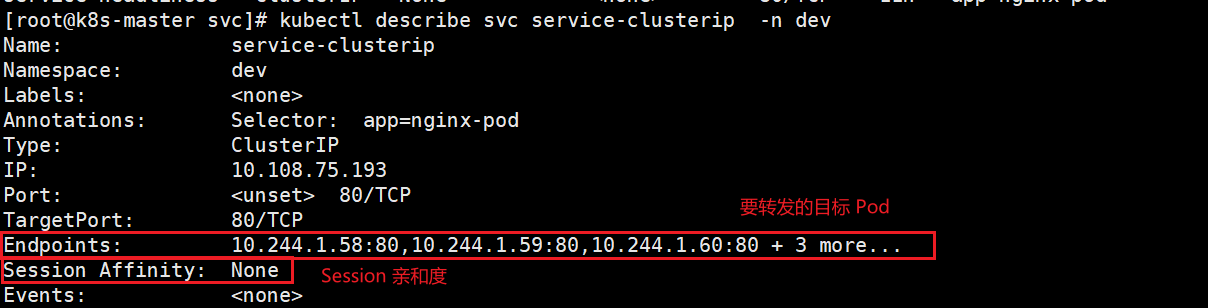 [root@k8s-master svc]# kubectl describe svc service-clusterip  -n dev
Name:              service-clusterip
Namespace:         dev
Labels:            <none>
Annotations:       Selector:  app=nginx-pod
Type:              ClusterIP
IP:                10.108.75.193
Port:              <unset>  80/TCP
TargetPort:        80/TCP
要转发的目标 Pod
Endpoints:         10.244.1.58:80,10.244.1.59:80,10.244.1.60:80 + 3 more...
Session Affinity:  None
Session 亲和度
Events:            <none>